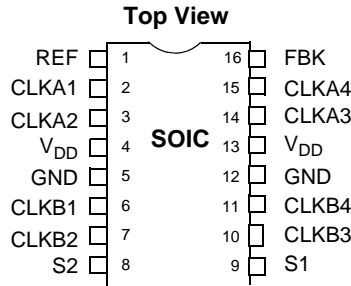 Top View
REF 1 16 FBK
CLKA1 2 15 CLKA4
CLKA2 3 14 CLKA3
VDD 4 SOIC 13 VDD
GND 5 12 GND
CLKB1 6 11 CLKB4
CLKB2 7 10 CLKB3
S2 8 9 S1